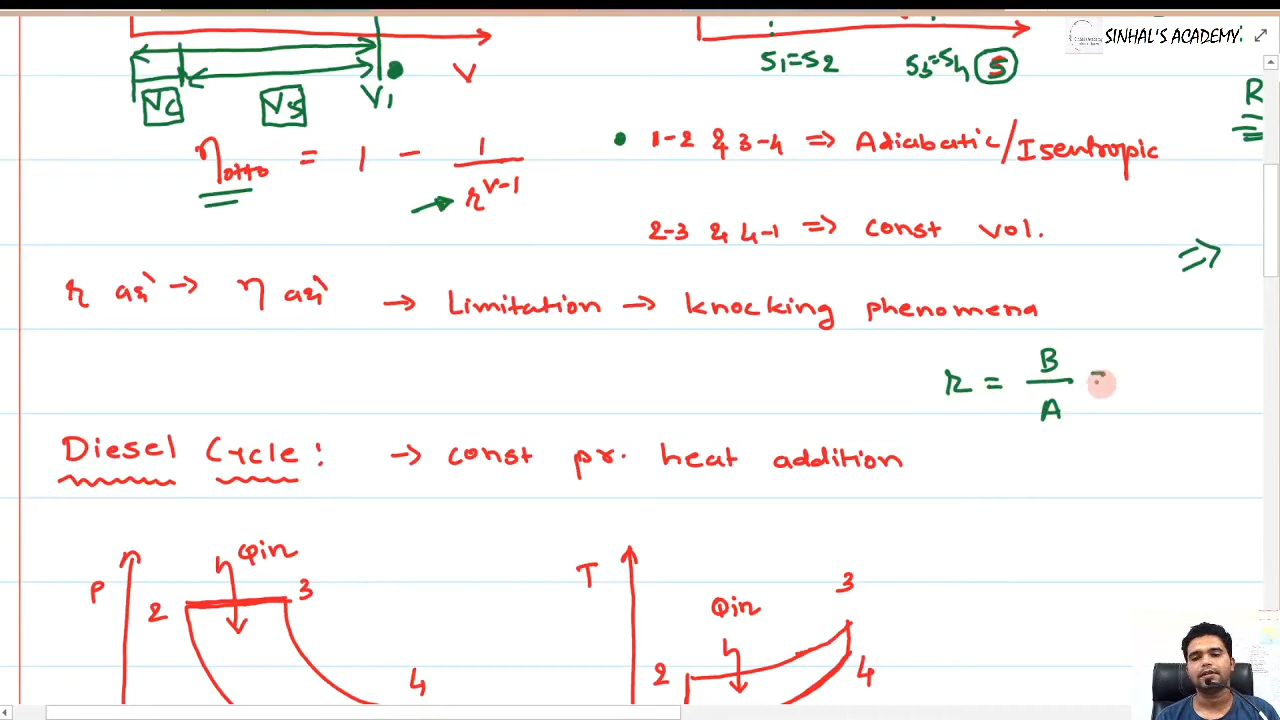 SINHAL'S ACADEMY
V
S1=S2 S3=S4 S
VC VS V1
R
ηotto = 1 - 1/r^γ-1
1-2 & 3-4 => Adiabatic/Isentropic
2-3 & 4-1 => const vol.
=>
r as↑ → η as↑ → Limitation → knocking phenomena
r = B/A =
Diesel Cycle: → const pr. heat addition
P Qin 2 3 4
T Qin 2 3 4